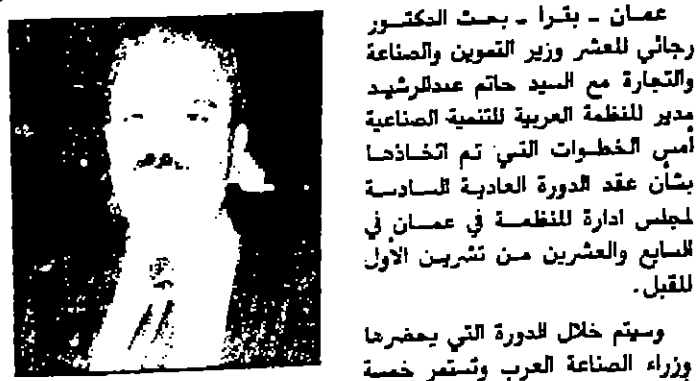 عمان ـ بترا ـ بحث الدكتور
رجائي المعشر وزير التموين والصناعة
والتجارة مع السيد حاتم عبدالرشيد
مدير المنظمة العربية للتنمية الصناعية
أمس الخطوات التي تم اتخاذها
بشأن عقد الدورة العادية السادسة
لمجلس ادارة المنظمة في عمان في
السابع والعشرين من تشرين الأول
المقبل .
وسيتم خلال الدورة التي يحضرها
وزراء الصناعة العرب وتستمر خمسة